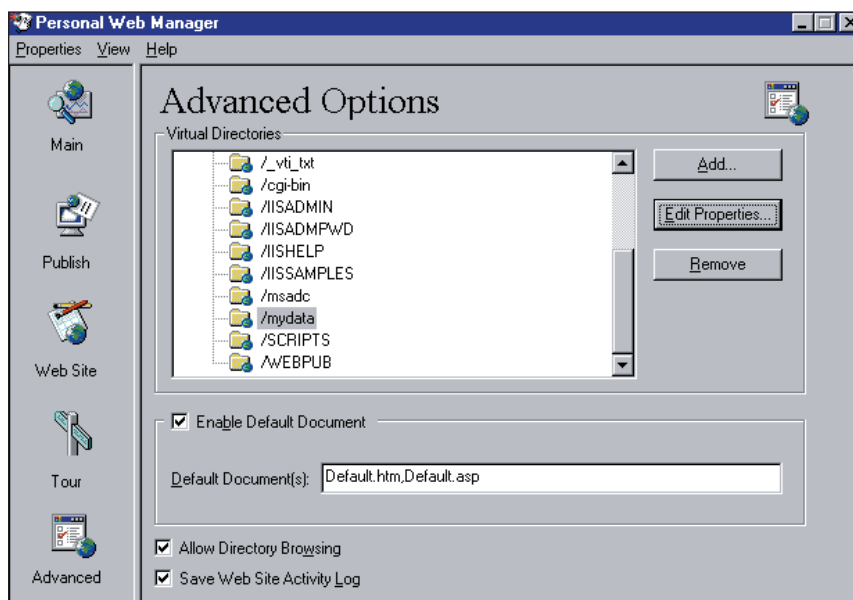 Personal Web Manager
Properties View Help
Main
Publish
Web Site
Tour
Advanced
Advanced Options
Virtual Directories
/_vti_txt
/cgi-bin
/IISADMIN
/IISADMPWD
/IISHELP
/IISSAMPLES
/msadc
/mydata
/SCRIPTS
/WEBPUB
Add...
Edit Properties...
Remove
Enable Default Document
Default Document(s): Default.htm,Default.asp
Allow Directory Browsing
Save Web Site Activity Log